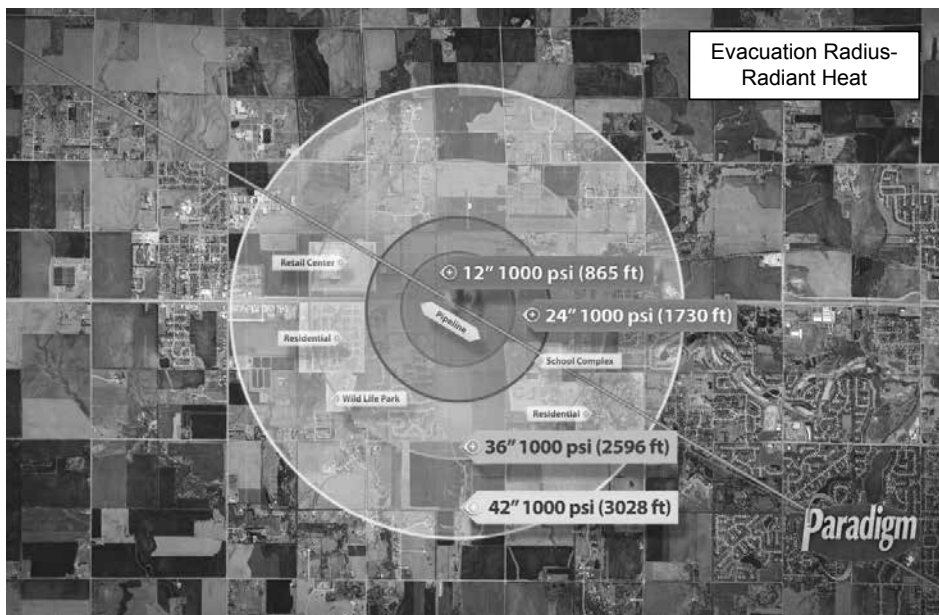 Evacuation Radius-
Radiant Heat
Retail Center
12" 1000 psi (865 ft)
24" 1000 psi (1730 ft)
Pipeline
Residential
School Complex
Wild Life Park
Residential
36" 1000 psi (2596 ft)
42" 1000 psi (3028 ft)
Paradigm